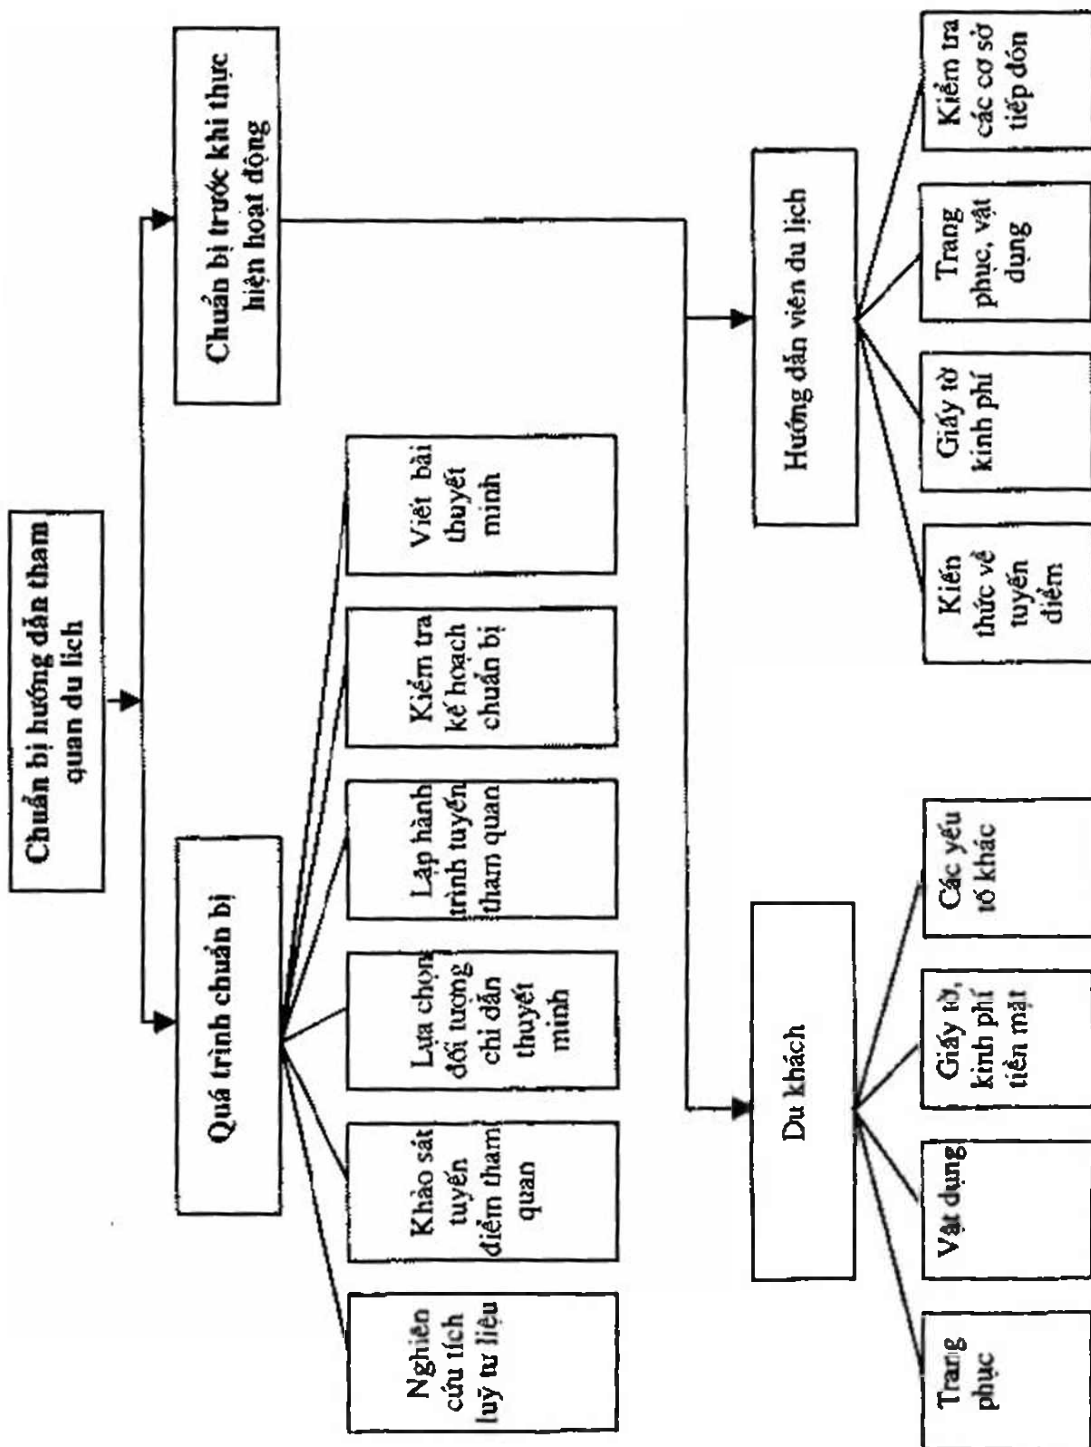 Chuẩn bị hướng dẫn tham
quan du lich
Quá trình chuẩn bị
Chuẩn bị trước khi thực
hiện hoạt động
Nghiên
cứu tích
luỹ tư liệu
Khảo sát
tuyến
điểm tham
quan
Lựa chọn
đối tượng
chỉ dẫn
thuyết
minh
Lập hành
trình tuyến
tham quan
Kiểm tra
kế hoạch
chuẩn bị
Viết bài
thuyết
minh
Du khách
Hướng dẫn viên du lịch
Trang
phục
Vật dụng
Giấy tờ,
kinh phí
tiền mặt
Các yếu
tố khác
Kiến
thức về
tuyến
điểm
Giấy tờ
kinh phí
Trang
phục, vật
dụng
Kiểm tra
các cơ sở
tiếp đón